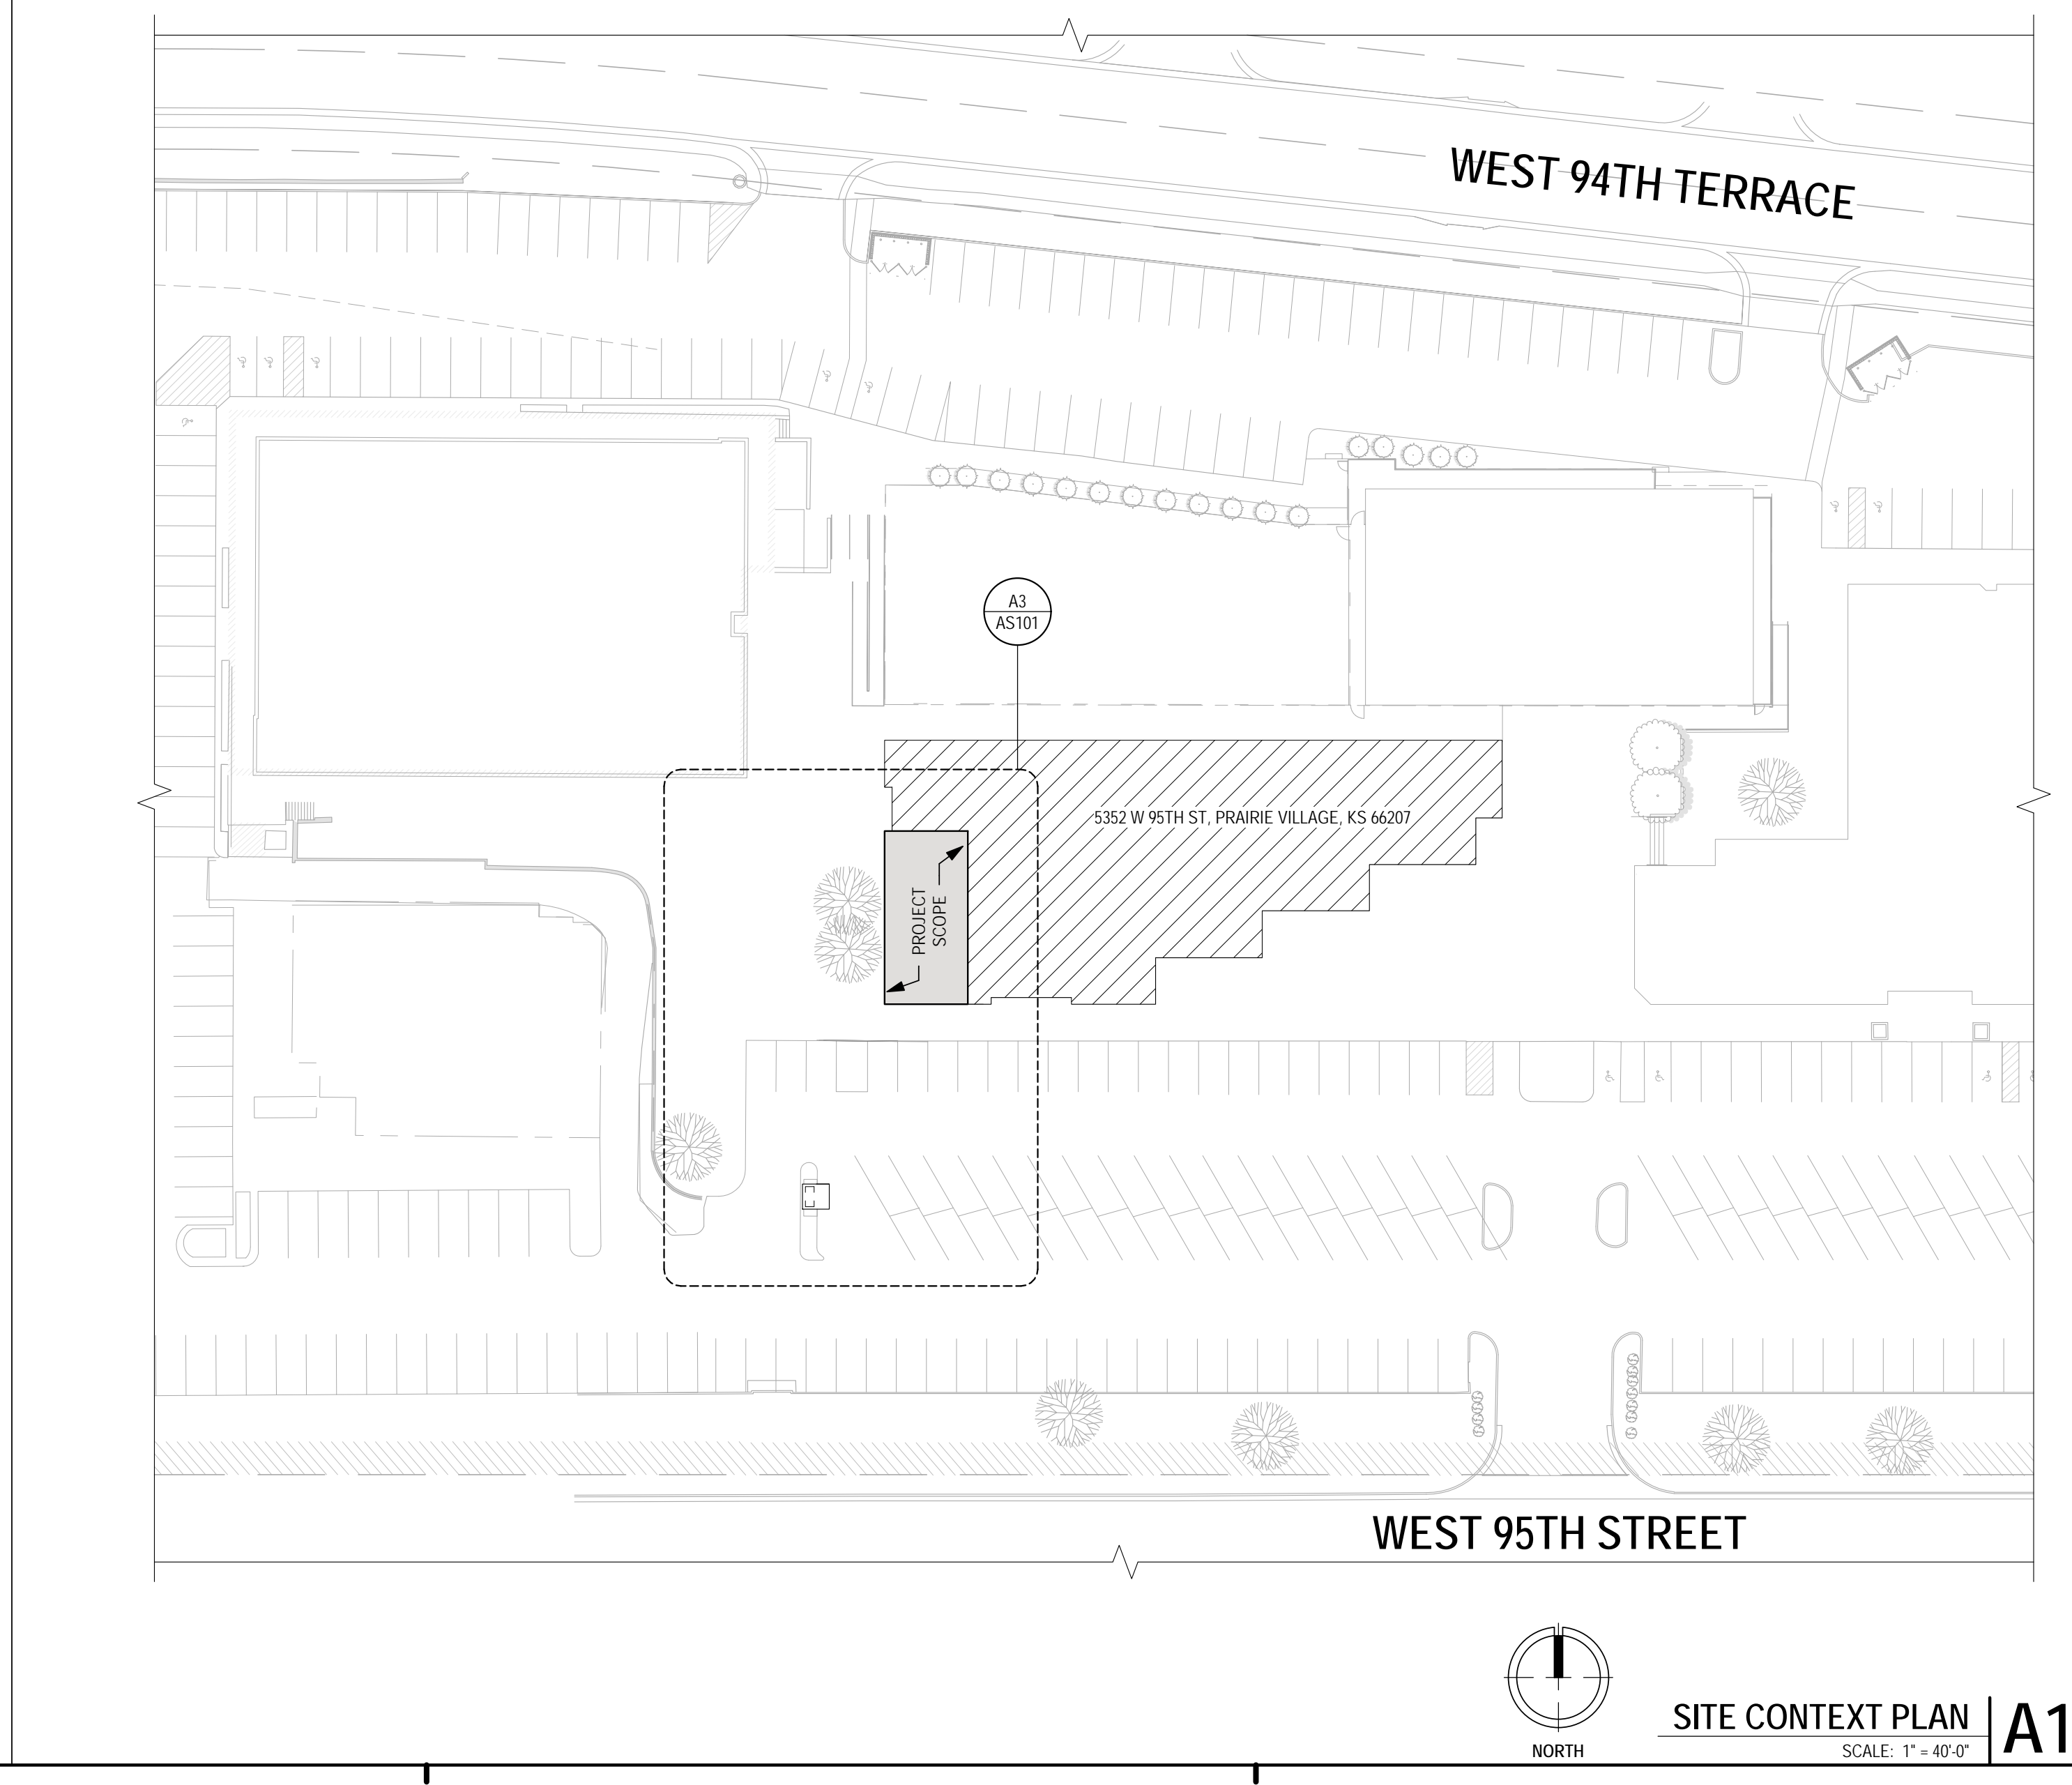 WEST 94TH TERRACE
A3
AS101
5352 W 95TH ST, PRAIRIE VILLAGE, KS 66207
PROJECT
SCOPE
WEST 95TH STREET
NORTH
SITE CONTEXT PLAN
A1
SCALE: 1" = 40'-0"